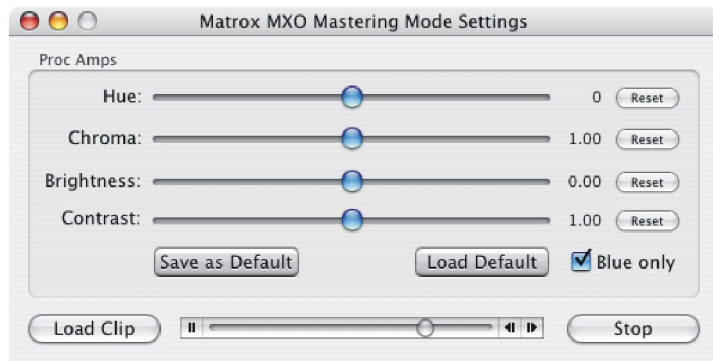 Matrox MXO Mastering Mode Settings
Proc Amps
Hue: 0 Reset
Chroma: 1.00 Reset
Brightness: 0.00 Reset
Contrast: 1.00 Reset
Save as Default Load Default Blue only
Load Clip Stop